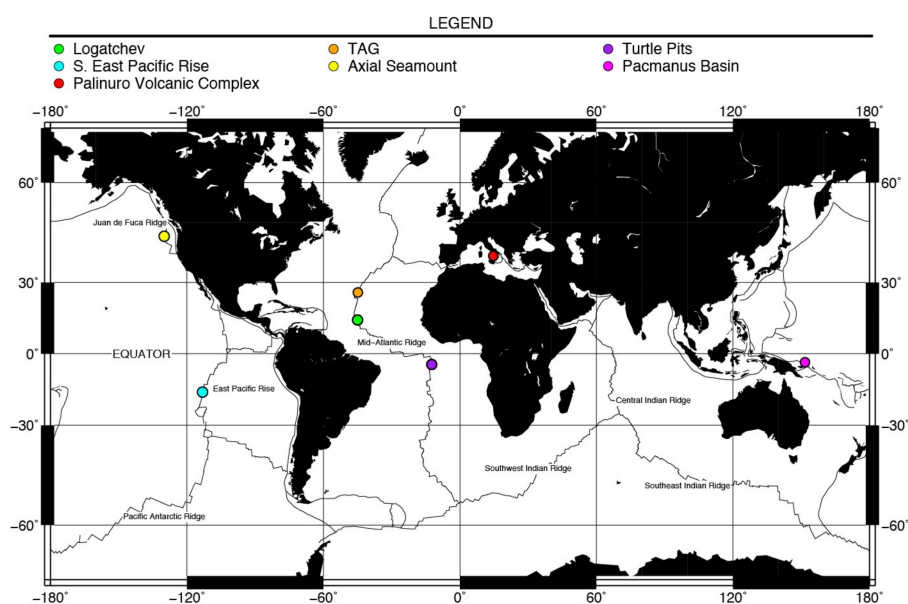 LEGEND
Logatchev
TAG
Turtle Pits
S. East Pacific Rise
Axial Seamount
Pacmanus Basin
Palinuro Volcanic Complex
−180° −120° −60° 0° 60° 120° 180°
60° 60°
Juan de Fuca Ridge
30° 30°
Mid−Atlantic Ridge
0° EQUATOR 0°
East Pacific Rise
Central Indian Ridge
−30° −30°
Southwest Indian Ridge
Southeast Indian Ridge
Pacific Antarctic Ridge
−60° −60°
−180° −120° −60° 0° 60° 120° 180°